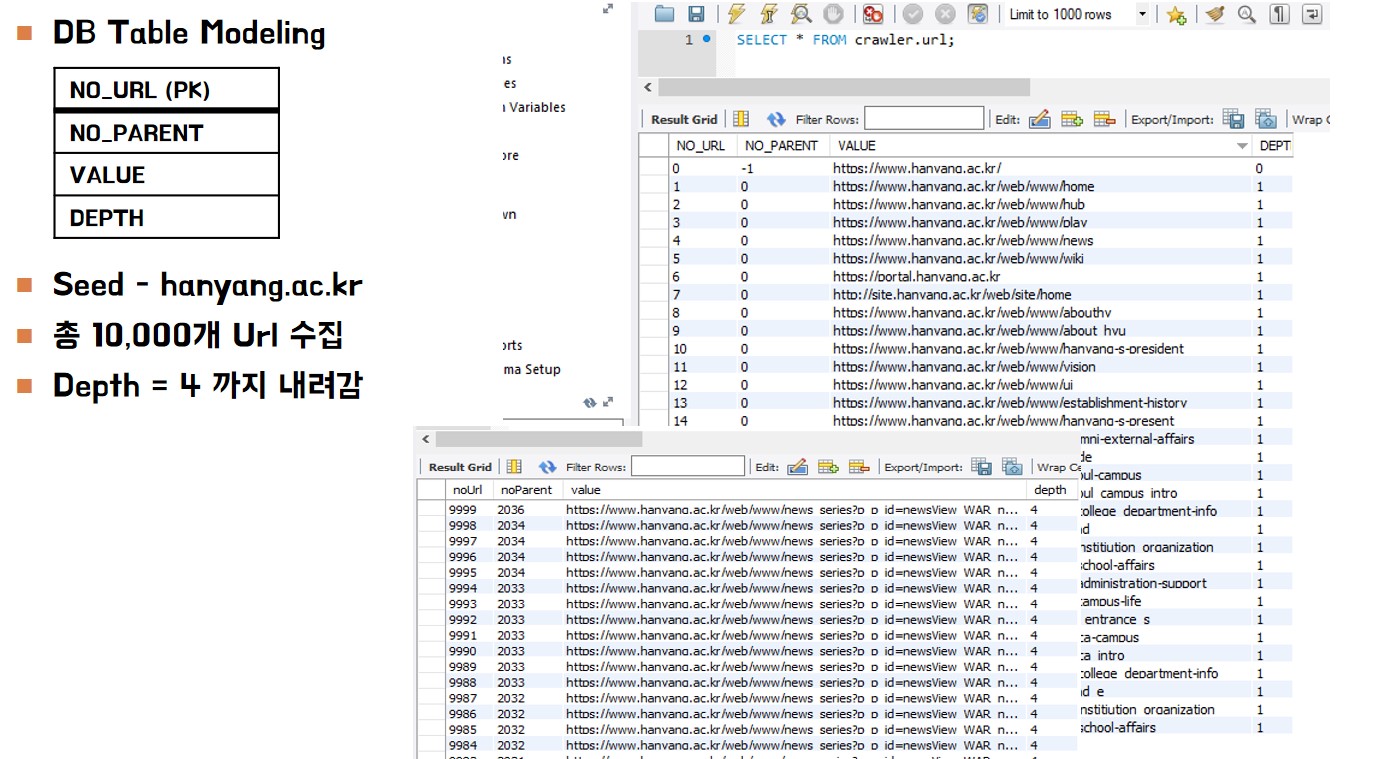 DB Table Modeling
NO_URL (PK)
NO_PARENT
VALUE
DEPTH
Seed - hanyang.ac.kr
총 10,000개 Url 수집
Depth = 4 까지 내려감
ns
es
Variables
ore
wn
orts
ma Setup
Limit to 1000 rows
1 SELECT * FROM crawler.url;
Result Grid Filter Rows: Edit: Export/Import: Wrap C
NO_URL NO_PARENT VALUE DEPT
0 -1 https://www.hanyang.ac.kr/ 0
1 0 https://www.hanyang.ac.kr/web/www/home 1
2 0 https://www.hanyang.ac.kr/web/www/hub 1
3 0 https://www.hanyang.ac.kr/web/www/play 1
4 0 https://www.hanyang.ac.kr/web/www/news 1
5 0 https://www.hanyang.ac.kr/web/www/wiki 1
6 0 https://portal.hanyang.ac.kr 1
7 0 http://site.hanyang.ac.kr/web/site/home 1
8 0 https://www.hanyang.ac.kr/web/www/abouthy 1
9 0 https://www.hanyang.ac.kr/web/www/about_hyu 1
10 0 https://www.hanyang.ac.kr/web/www/hanyang-s-president 1
11 0 https://www.hanyang.ac.kr/web/www/vision 1
12 0 https://www.hanyang.ac.kr/web/www/ui 1
13 0 https://www.hanyang.ac.kr/web/www/establishment-history 1
14 0 https://www.hanyang.ac.kr/web/www/hanyang-s-present 1
mni-external-affairs 1
de 1
oul-campus 1
oul_campus_intro 1
college_department-info 1
nd 1
nstitution_organization 1
school-affairs 1
administration-support 1
campus-life 1
_entrance_s 1
ca-campus 1
ca_intro 1
college_department-info 1
nd_e 1
nstitution_organization 1
school-affairs 1
Result Grid Filter Rows: Edit: Export/Import: Wrap Ce
noUrl noParent value depth
9999 2036 https://www.hanyang.ac.kr/web/www/news_series?p_p_id=newsView_WAR_n... 4
9998 2034 https://www.hanyang.ac.kr/web/www/news_series?p_p_id=newsView_WAR_n... 4
9997 2034 https://www.hanyang.ac.kr/web/www/news_series?p_p_id=newsView_WAR_n... 4
9996 2034 https://www.hanyang.ac.kr/web/www/news_series?p_p_id=newsView_WAR_n... 4
9995 2034 https://www.hanyang.ac.kr/web/www/news_series?p_p_id=newsView_WAR_n... 4
9994 2033 https://www.hanyang.ac.kr/web/www/news_series?p_p_id=newsView_WAR_n... 4
9993 2033 https://www.hanyang.ac.kr/web/www/news_series?p_p_id=newsView_WAR_n... 4
9992 2033 https://www.hanyang.ac.kr/web/www/news_series?p_p_id=newsView_WAR_n... 4
9991 2033 https://www.hanyang.ac.kr/web/www/news_series?p_p_id=newsView_WAR_n... 4
9990 2033 https://www.hanyang.ac.kr/web/www/news_series?p_p_id=newsView_WAR_n... 4
9989 2033 https://www.hanyang.ac.kr/web/www/news_series?p_p_id=newsView_WAR_n... 4
9988 2033 https://www.hanyang.ac.kr/web/www/news_series?p_p_id=newsView_WAR_n... 4
9987 2032 https://www.hanyang.ac.kr/web/www/news_series?p_p_id=newsView_WAR_n... 4
9986 2032 https://www.hanyang.ac.kr/web/www/news_series?p_p_id=newsView_WAR_n... 4
9985 2032 https://www.hanyang.ac.kr/web/www/news_series?p_p_id=newsView_WAR_n... 4
9984 2032 https://www.hanyang.ac.kr/web/www/news_series?p_p_id=newsView_WAR_n... 4